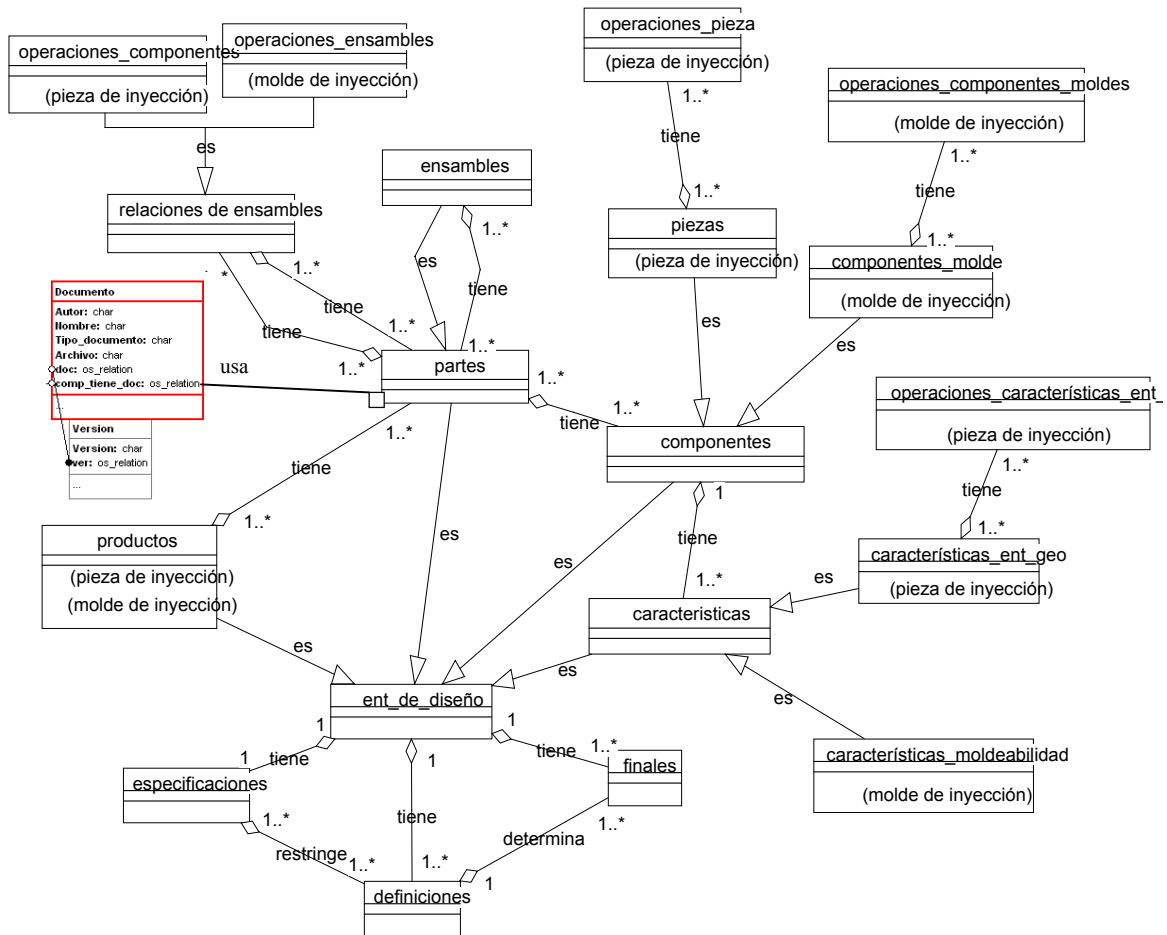 operaciones_pieza
(pieza de inyección)
operaciones_componentes
(pieza de inyección)
operaciones_ensambles
(molde de inyección)
operaciones_componentes_moldes
(molde de inyección)
1..*
tiene
1..*
es
ensambles
1..*
tiene
1..*
relaciones de ensambles
1..*
es
piezas
(pieza de inyección)
1..*
componentes_molde
(molde de inyección)
. *
1..*
tiene
tiene
tiene
1..*
1..*
partes
es
es
Documento
Autor: char
Nombre: char
Tipo_documento: char
Archivo: char
doc: os_relation
comp_tiene_doc: os_relation
...
usa
1..*
tiene
1..*
operaciones_característicás_ent_
(pieza de inyección)
Version
Version: char
ver: os_relation
...
1..*
componentes
1..*
tiene
1..*
tiene
1..*
1
tiene
1..*
productos
(pieza de inyección)
(molde de inyección)
es
características_ent_geo
(pieza de inyección)
es
caracteristicas
es
es
es
ent_de_diseño
características_moldeabilidad
(molde de inyección)
1
tiene
1
1
1
tiene
1..*
especificaciones
finales
1..*
tiene
determina
1..*
restringe
1..*
1..*
1
definiciones